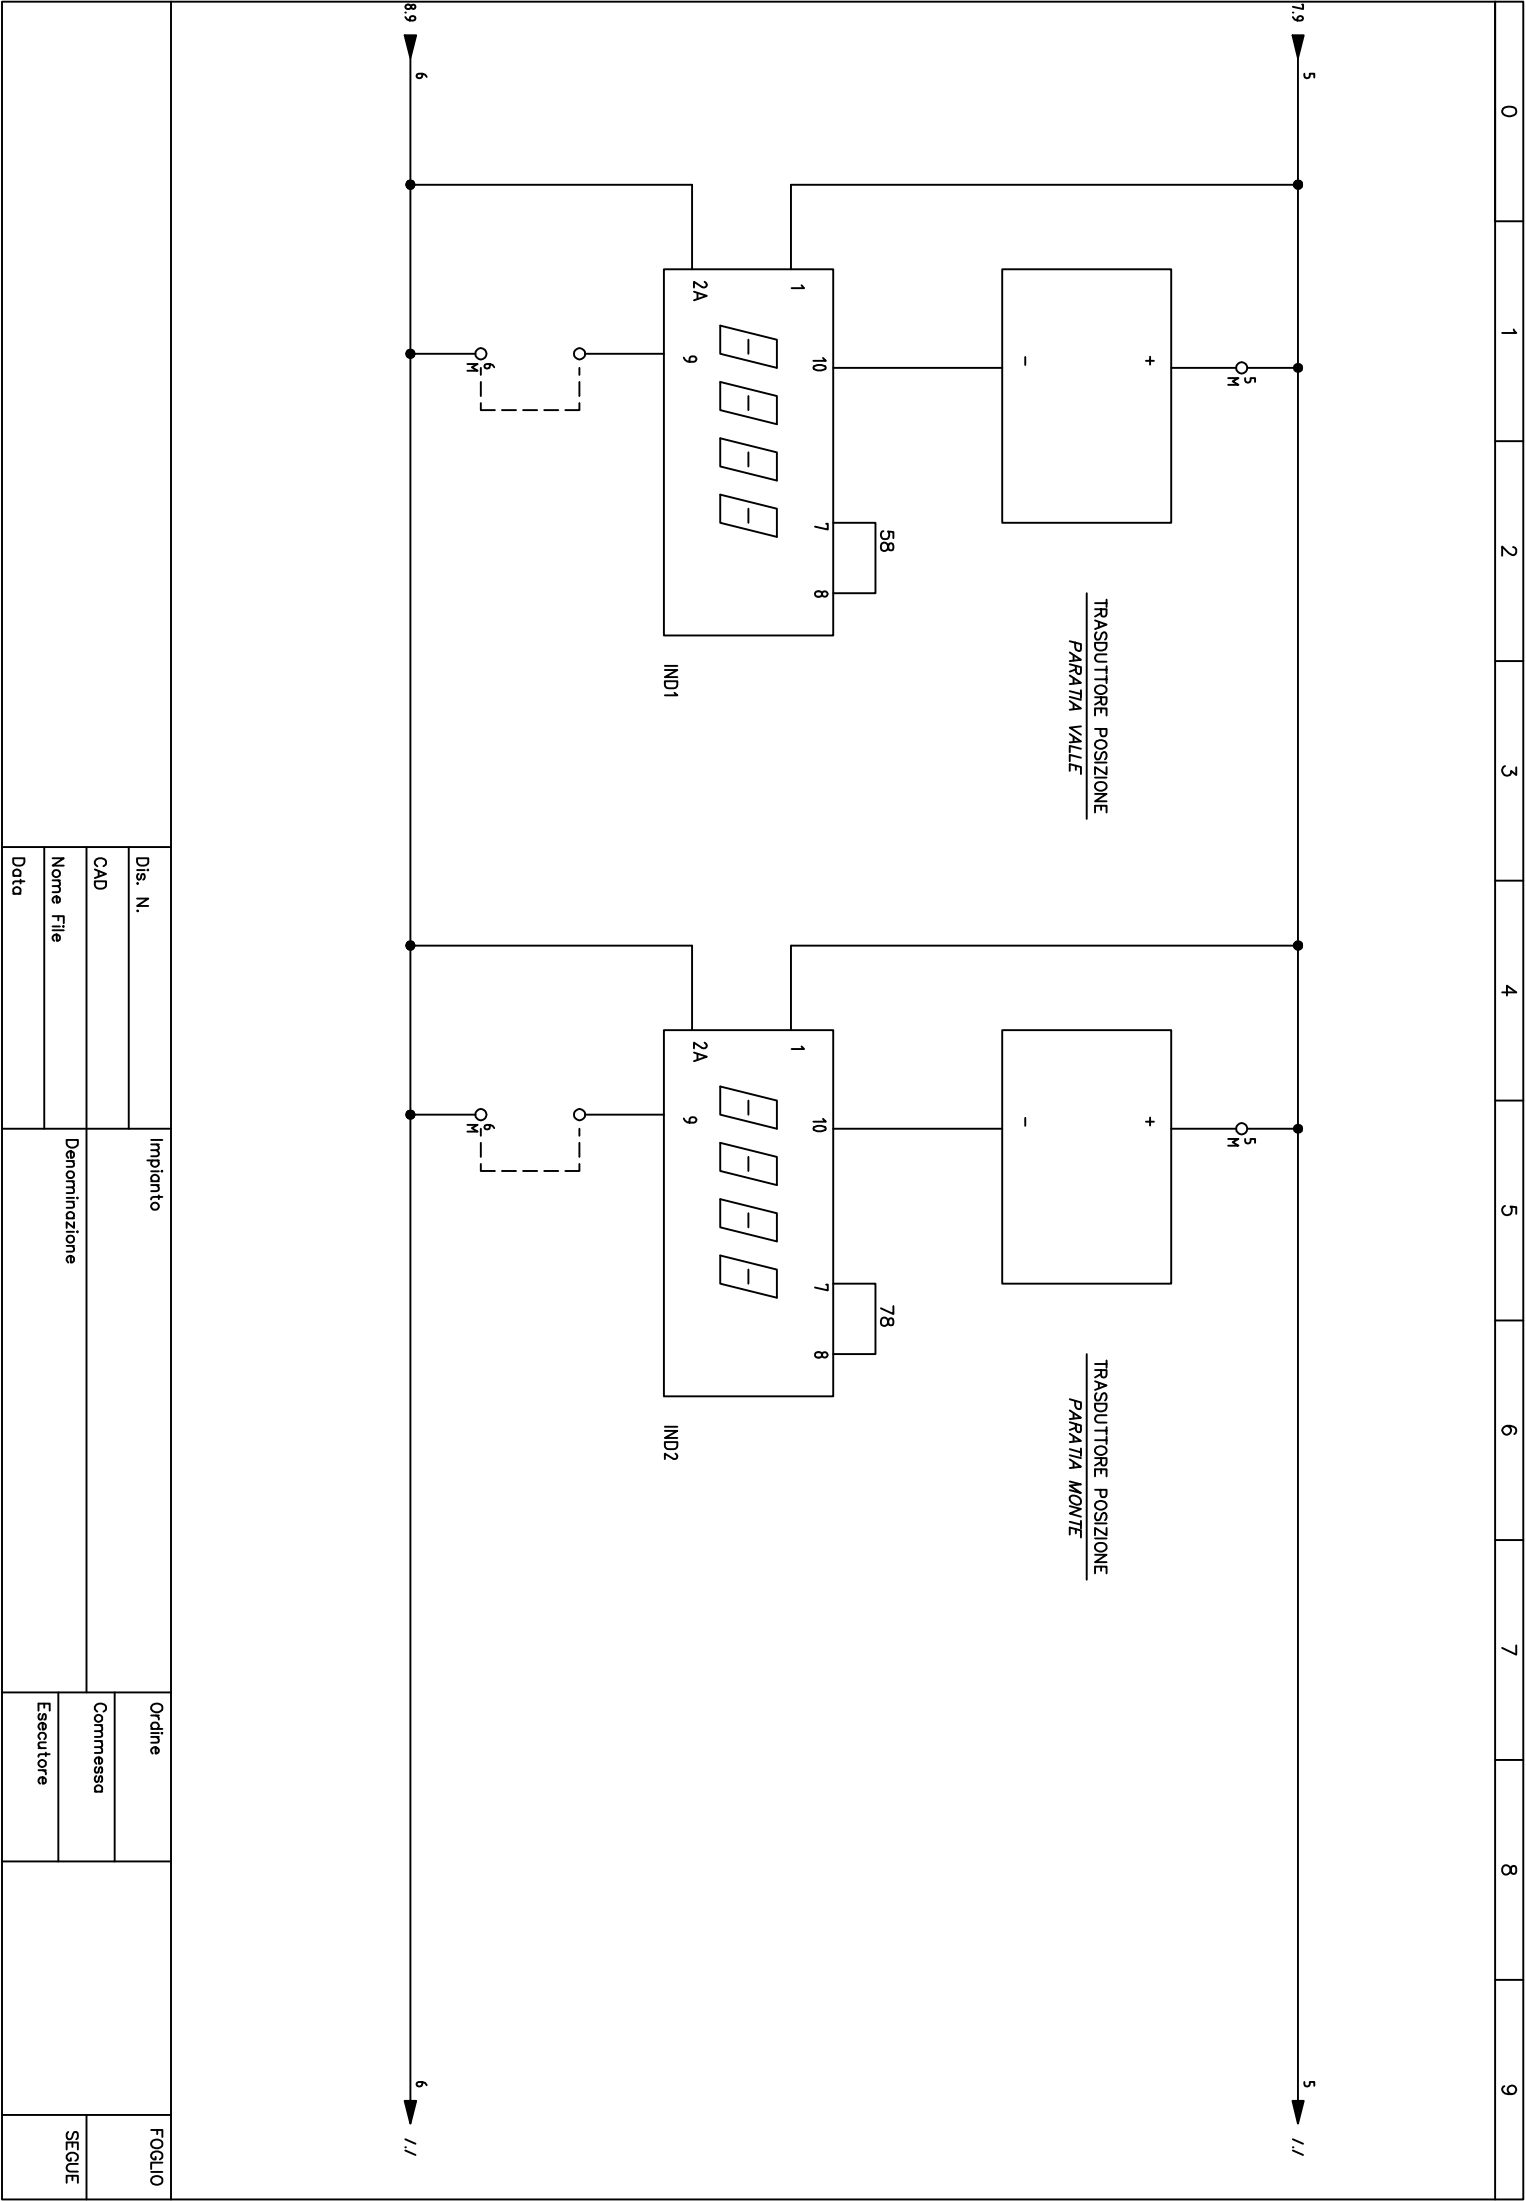 0 1 2 3 4 5 6 7 8 9
7.9 5 5 /./
5 M 5 M
+ +
- -
TRASDUTTORE POSIZIONE
PARATIA VALLE
TRASDUTTORE POSIZIONE
PARATIA MONTE
58 78
1 10 7 8 1 10 7 8
2A 9 2A 9
IND1 IND2
6 M 6 M
8.9 6 6 /./
Dis. N.
CAD
Nome File
Data
Impianto
Denominazione
Ordine
Commessa
Esecutore
FOGLIO
SEGUE